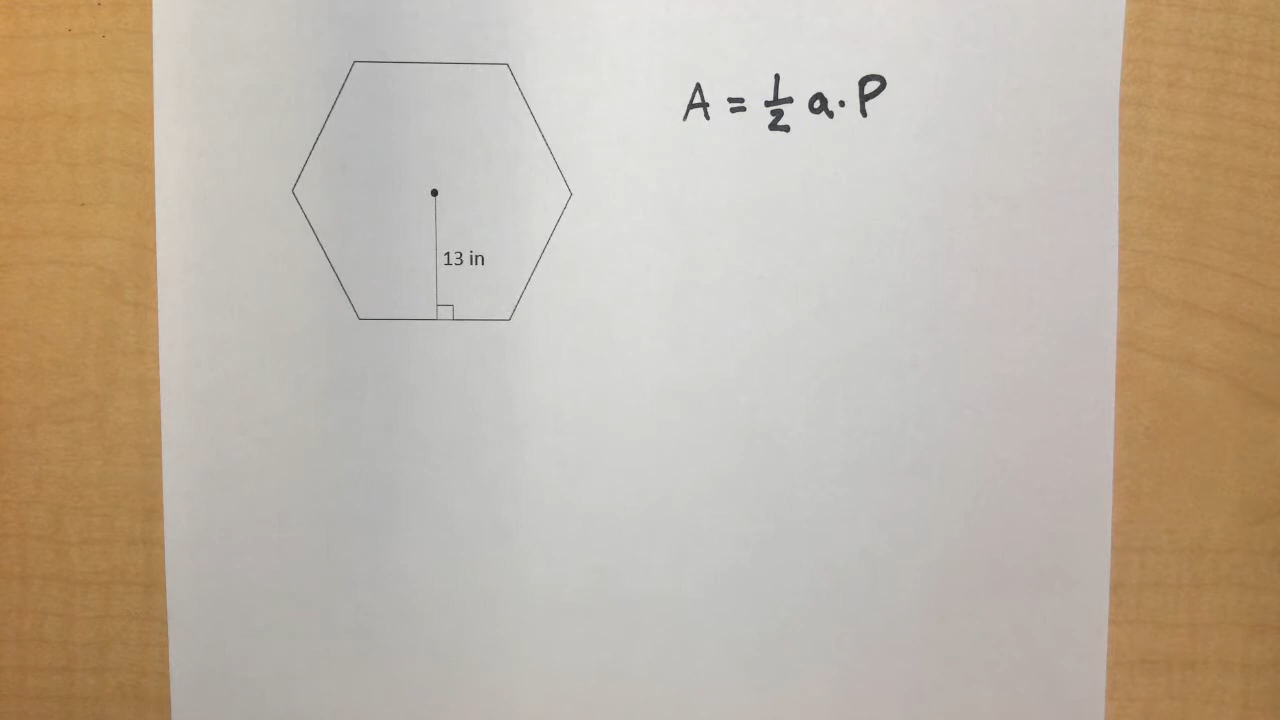 A = 1/2 a · P
13 in